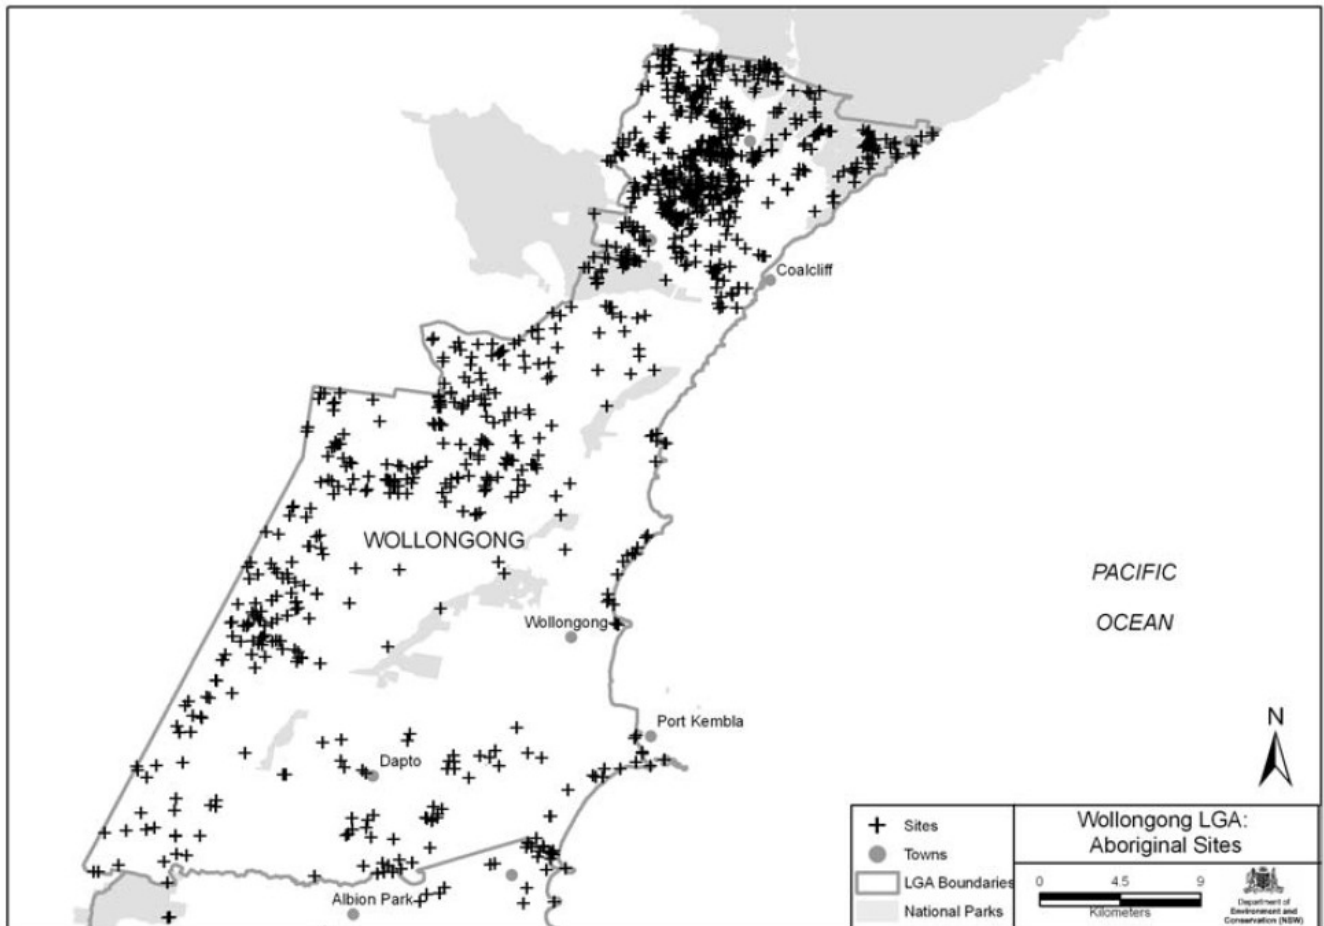 Coalcliff
WOLLONGONG
PACIFIC
OCEAN
Wollongong
Port Kembla
Dapto
Albion Park
N
Sites
Towns
LGA Boundaries
National Parks
Wollongong LGA:
Aboriginal Sites
0 4.5 9
Kilometers
Department of
Environment and
Conservation (NSW)